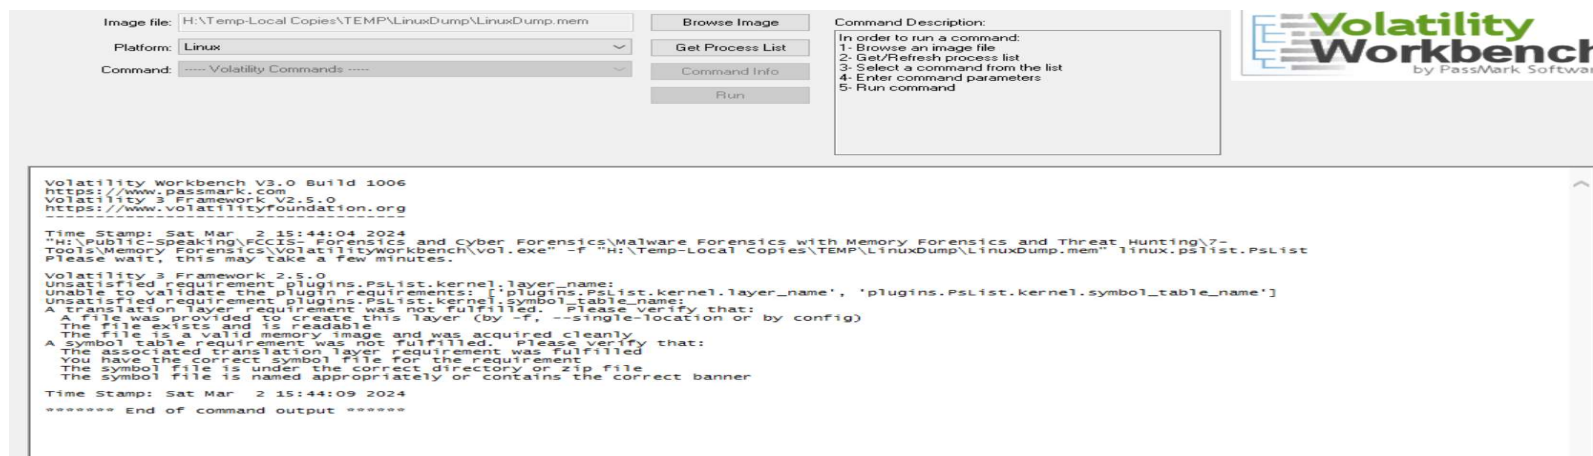 Image file: H:\Temp-Local Copies\TEMP\LinuxDump\LinuxDump.mem
Browse Image
Platform: Linux
Get Process List
Command: ----- Volatility Commands -----
Command Info
Run
Command Description:
In order to run a command:
1- Browse an image file
2- Get/Refresh process list
3- Select a command from the list
4- Enter command parameters
5- Run command
Volatility
Workbench
by PassMark Softwar
Volatility Workbench V3.0 Build 1006
https://www.passmark.com
Volatility 3 Framework V2.5.0
https://www.volatilityfoundation.org
------------------------------------
Time Stamp: Sat Mar  2 15:44:04 2024
"H:\Public-Speaking\FCCIS- Forensics and Cyber Forensics\Malware Forensics with Memory Forensics and Threat Hunting\7-
Tools\Memory Forensics\VolatilityWorkbench\vol.exe" -f "H:\Temp-Local Copies\TEMP\LinuxDump\LinuxDump.mem" linux.pslist.PsList
Please wait, this may take a few minutes.
Volatility 3 Framework 2.5.0
Unsatisfied requirement plugins.PsList.kernel.layer_name:
Unable to validate the plugin requirements: ['plugins.PsList.kernel.layer_name', 'plugins.PsList.kernel.symbol_table_name']
Unsatisfied requirement plugins.PsList.kernel.symbol_table_name:
A translation layer requirement was not fulfilled.  Please verify that:
A file was provided to create this layer (by -f, --single-location or by config)
The file exists and is readable
The file is a valid memory image and was acquired cleanly
A symbol table requirement was not fulfilled.  Please verify that:
The associated translation layer requirement was fulfilled
You have the correct symbol file for the requirement
The symbol file is under the correct directory or zip file
The symbol file is named appropriately or contains the correct banner
Time Stamp: Sat Mar  2 15:44:09 2024
******* End of command output ******